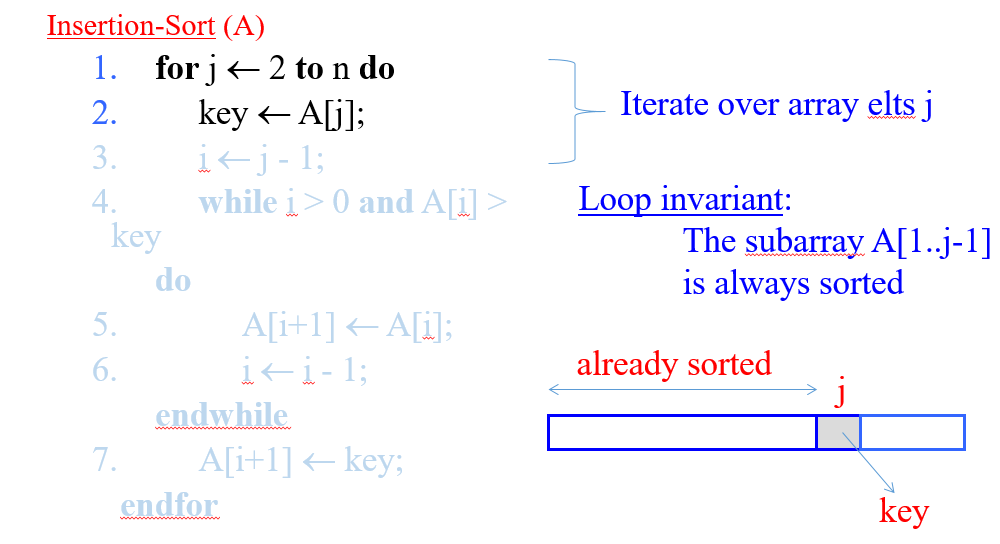 Insertion-Sort (A)
1. for j ← 2 to n do
2. key ← A[j];
3. i ← j - 1;
4. while i > 0 and A[i] >
key
do
5. A[i+1] ← A[i];
6. i ← i - 1;
endwhile
7. A[i+1] ← key;
endfor
Iterate over array elts j
Loop invariant:
The subarray A[1..j-1]
is always sorted
already sorted
j
key